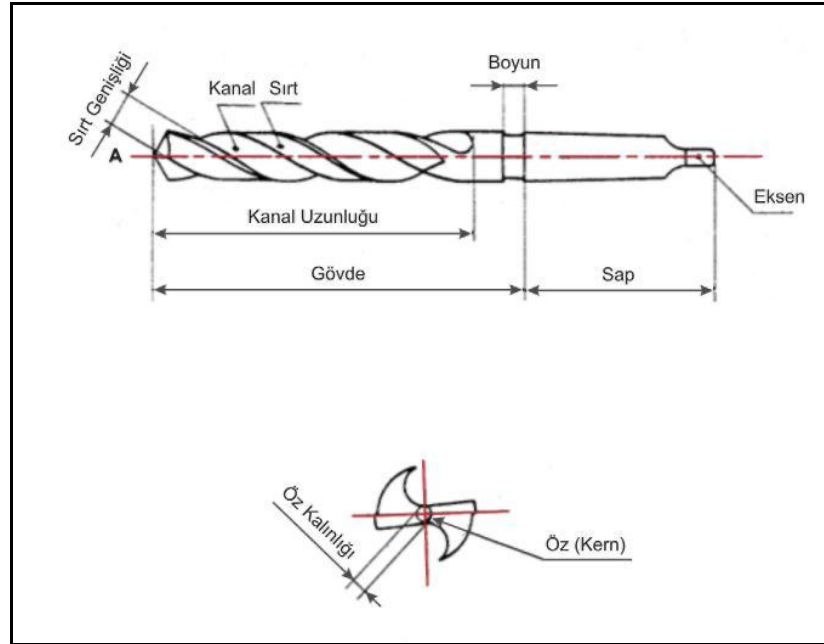 Sırt Genişliği
Kanal
Sırt
Boyun
A
Eksen
Kanal Uzunluğu
Gövde
Sap
Öz Kalınlığı
Öz (Kern)